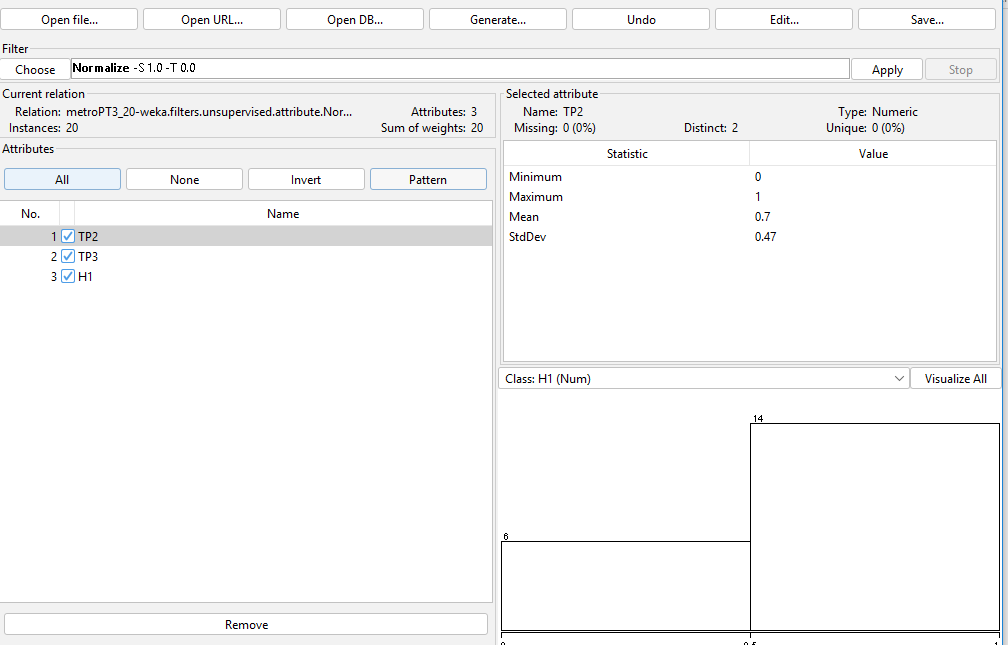 Open file... Open URL... Open DB... Generate... Undo Edit... Save...
Filter
Choose Normalize -S 1.0 -T 0.0 Apply Stop
Current relation
Relation: metroPT3_20-weka.filters.unsupervised.attribute.Nor... Attributes: 3
Instances: 20 Sum of weights: 20
Attributes
All None Invert Pattern
No. Name
1 TP2
2 TP3
3 H1
Remove
Selected attribute
Name: TP2 Type: Numeric
Missing: 0 (0%) Distinct: 2 Unique: 0 (0%)
Statistic Value
Minimum 0
Maximum 1
Mean 0.7
StdDev 0.47
Class: H1 (Num) Visualize All
14
6
0 0.5 1